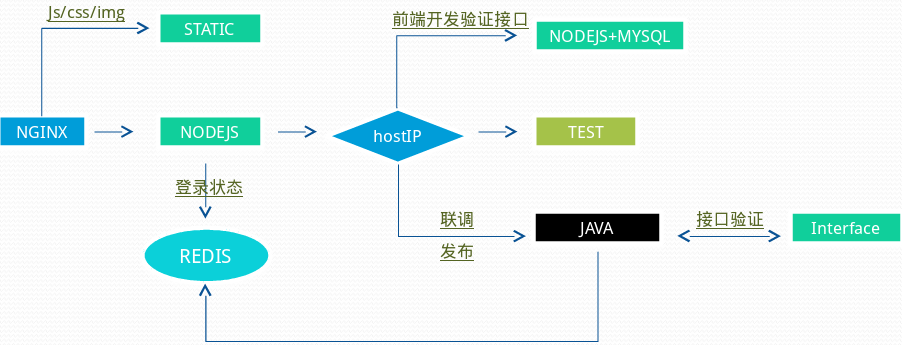 Js/css/img
STATIC
前端开发验证接口
NODEJS+MYSQL
NGINX
NODEJS
hostIP
TEST
登录状态
联调
JAVA
接口验证
Interface
发布
REDIS